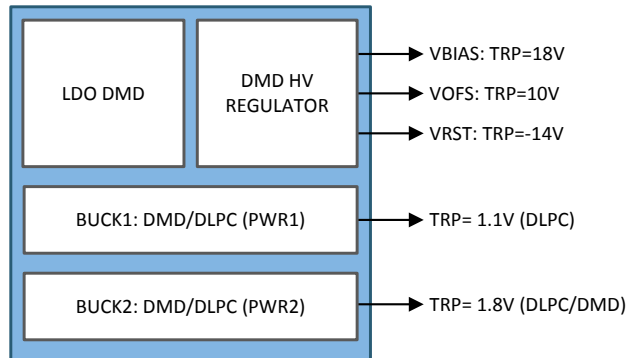 LDO DMD
DMD HV
REGULATOR
VBIAS: TRP=18V
VOFS: TRP=10V
VRST: TRP=-14V
BUCK1: DMD/DLPC (PWR1)
TRP= 1.1V (DLPC)
BUCK2: DMD/DLPC (PWR2)
TRP= 1.8V (DLPC/DMD)